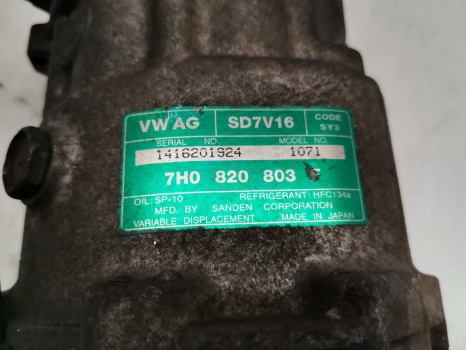 VW AG SD7V16 CODE SY3
SERIAL NO MODEL NO.
1416201924 1071
7H0 820 803
OIL: SP-10 REFRIGERANT: HFC134a
MFD. BY SANDEN CORPORATION
VARIABLE DISPLACEMENT MADE IN JAPAN